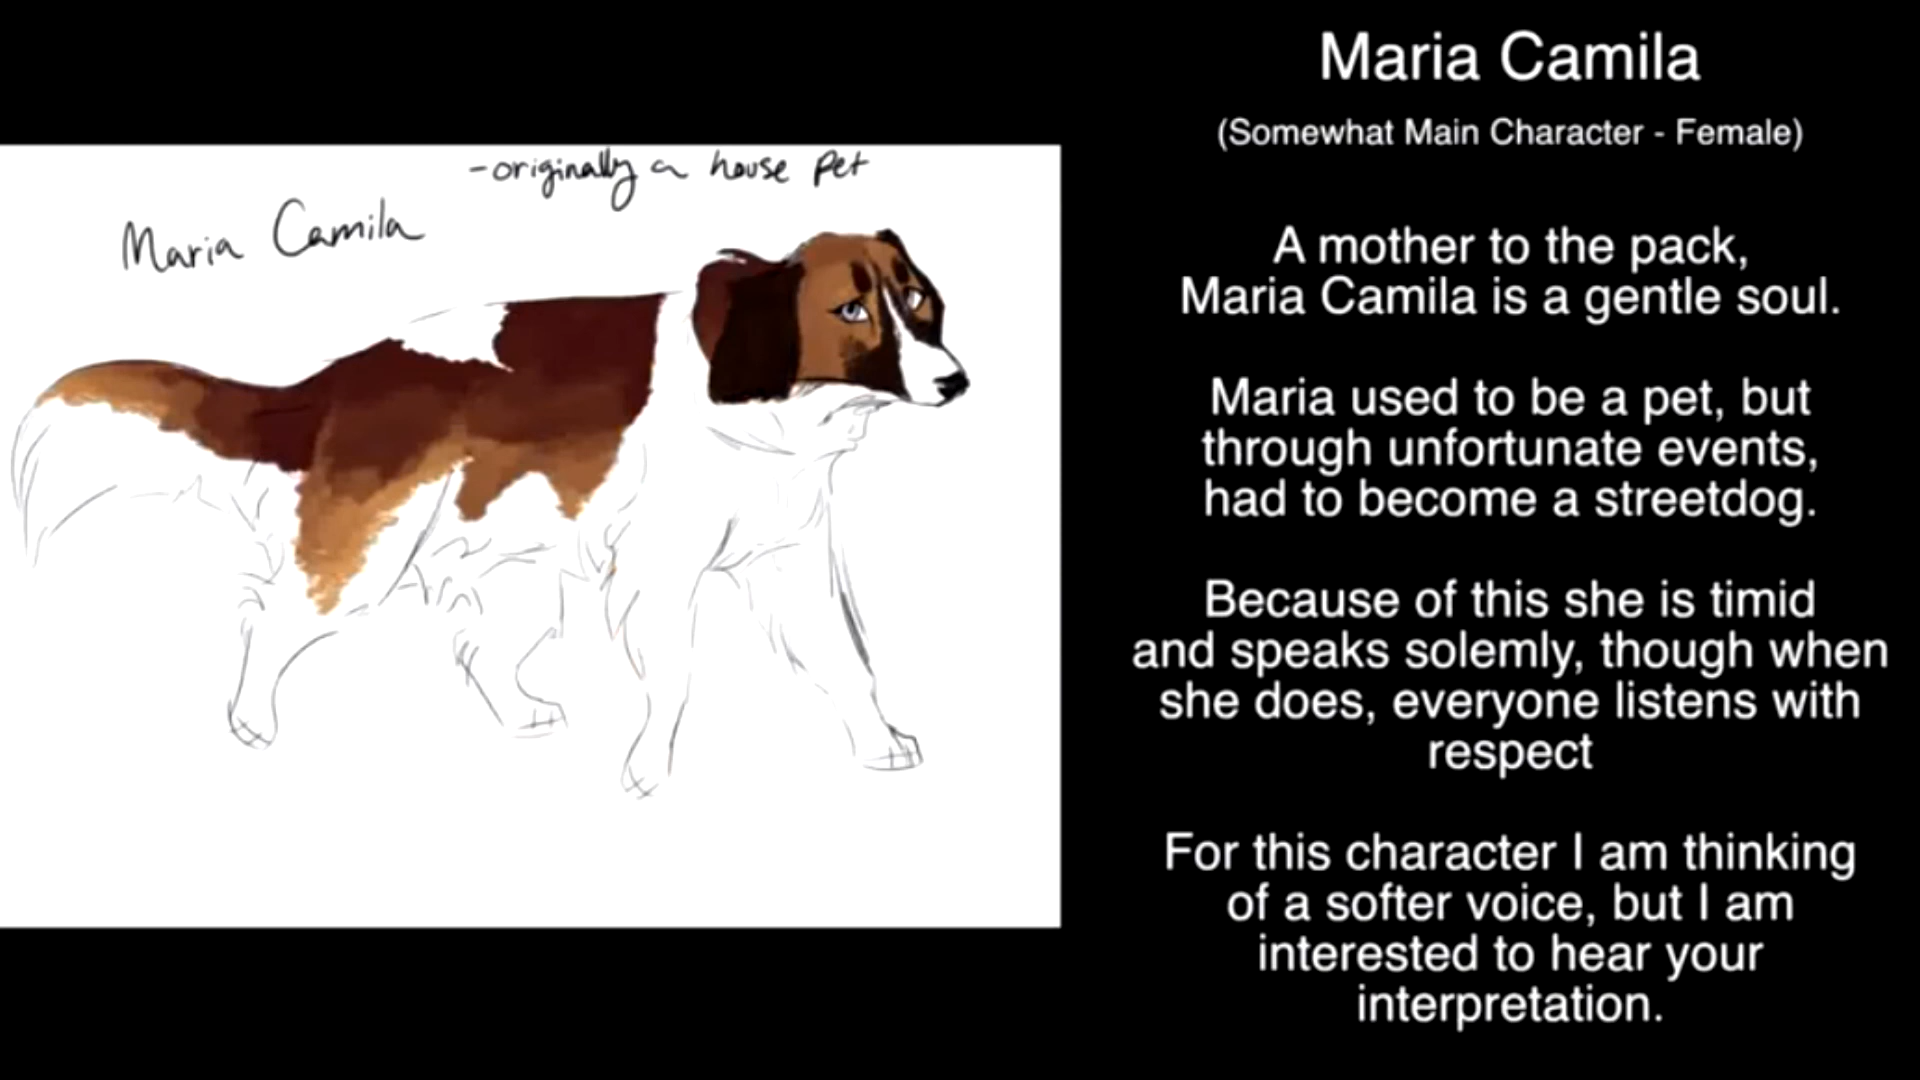 -originally a house pet
Maria Camila
Maria Camila
(Somewhat Main Character - Female)
A mother to the pack,
Maria Camila is a gentle soul.
Maria used to be a pet, but
through unfortunate events,
had to become a streetdog.
Because of this she is timid
and speaks solemly, though when
she does, everyone listens with
respect
For this character I am thinking
of a softer voice, but I am
interested to hear your
interpretation.